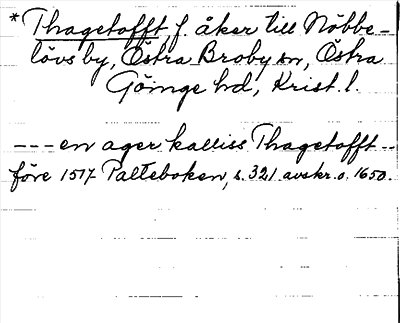 *Thagetofft, f. åker till Nöbbe-
lövs by, Östra Broby sn, Östra
Göinge hd, Krist. l.
--- en ager kalliss Thagetofft --
före 1517 Palteboken, s. 321 avskr. o. 1650.